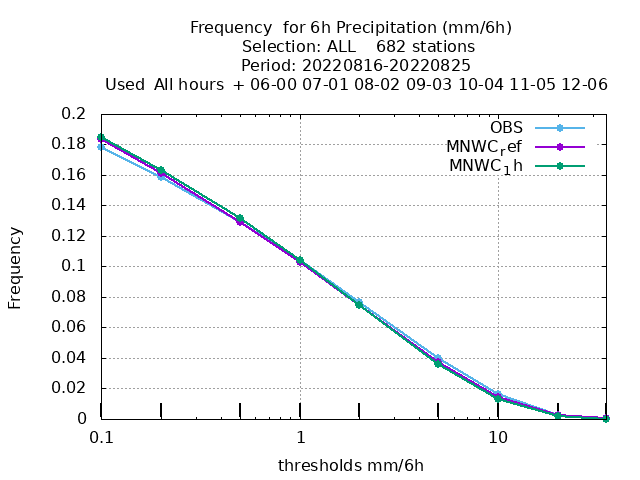 Frequency  for 6h Precipitation (mm/6h)
Selection: ALL    682 stations
Period: 20220816-20220825
Used  All hours  + 06-00 07-01 08-02 09-03 10-04 11-05 12-06
OBS
MNWC_ref
MNWC_1h
0.2
0.18
0.16
0.14
0.12
0.1
0.08
0.06
0.04
0.02
0
Frequency
0.1 1 10
thresholds mm/6h